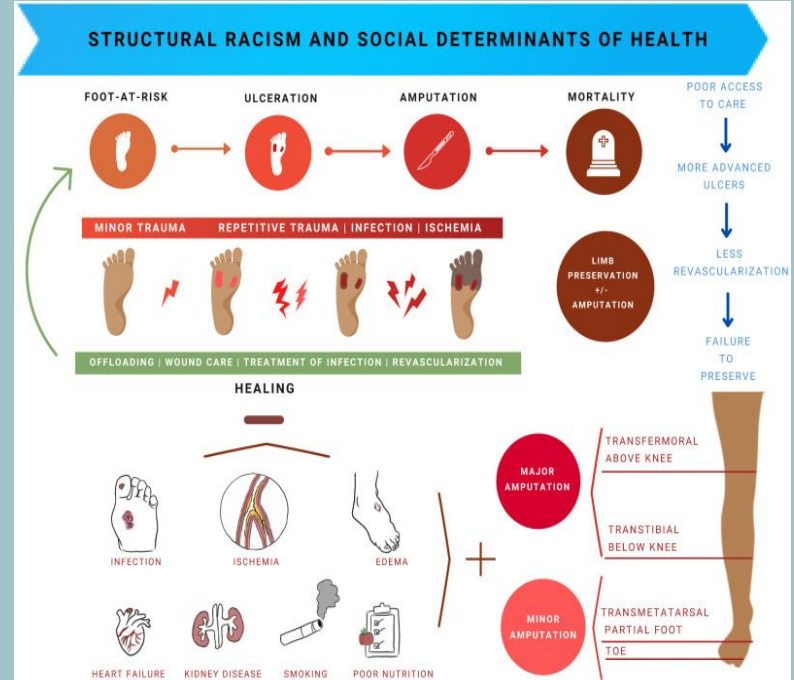 STRUCTURAL RACISM AND SOCIAL DETERMINANTS OF HEALTH
FOOT-AT-RISK
ULCERATION
AMPUTATION
MORTALITY
POOR ACCESS
TO CARE
MORE ADVANCED
ULCERS
LESS
REVASCULARIZATION
FAILURE
TO
PRESERVE
MINOR TRAUMA
REPETITIVE TRAUMA | INFECTION | ISCHEMIA
LIMB
PRESERVATION
+/-
AMPUTATION
OFFLOADING | WOUND CARE | TREATMENT OF INFECTION | REVASCULARIZATION
HEALING
INFECTION
ISCHEMIA
EDEMA
HEART FAILURE
KIDNEY DISEASE
SMOKING
POOR NUTRITION
MAJOR
AMPUTATION
TRANSFERMORAL
ABOVE KNEE
TRANSTIBIAL
BELOW KNEE
MINOR
AMPUTATION
TRANSMETATARSAL
PARTIAL FOOT
TOE